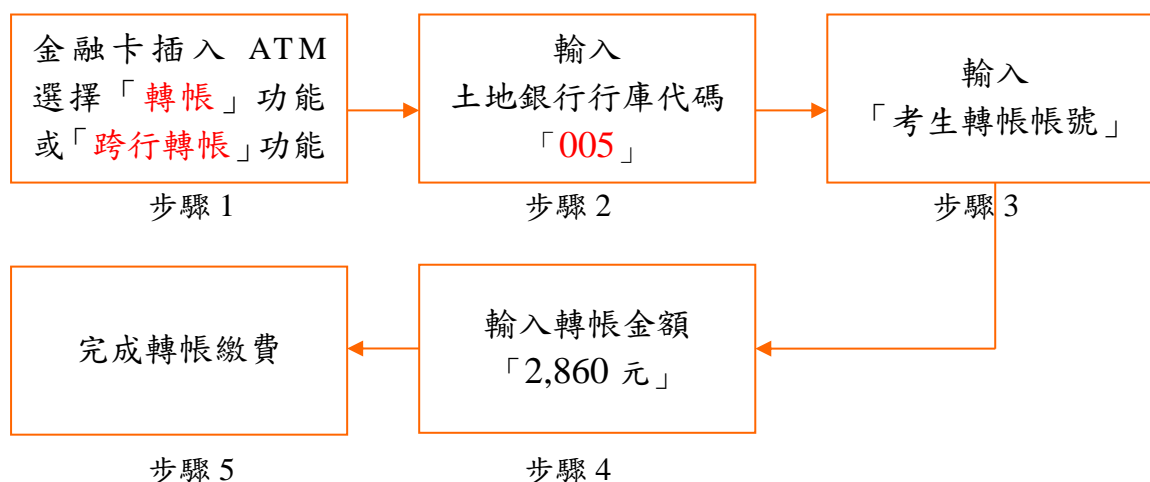 金融卡插入 ATM
選擇「轉帳」功能
或「跨行轉帳」功能
步驟 1
輸入
土地銀行行庫代碼
「005」
步驟 2
輸入
「考生轉帳帳號」
步驟 3
輸入轉帳金額
「2,860 元」
步驟 4
完成轉帳繳費
步驟 5